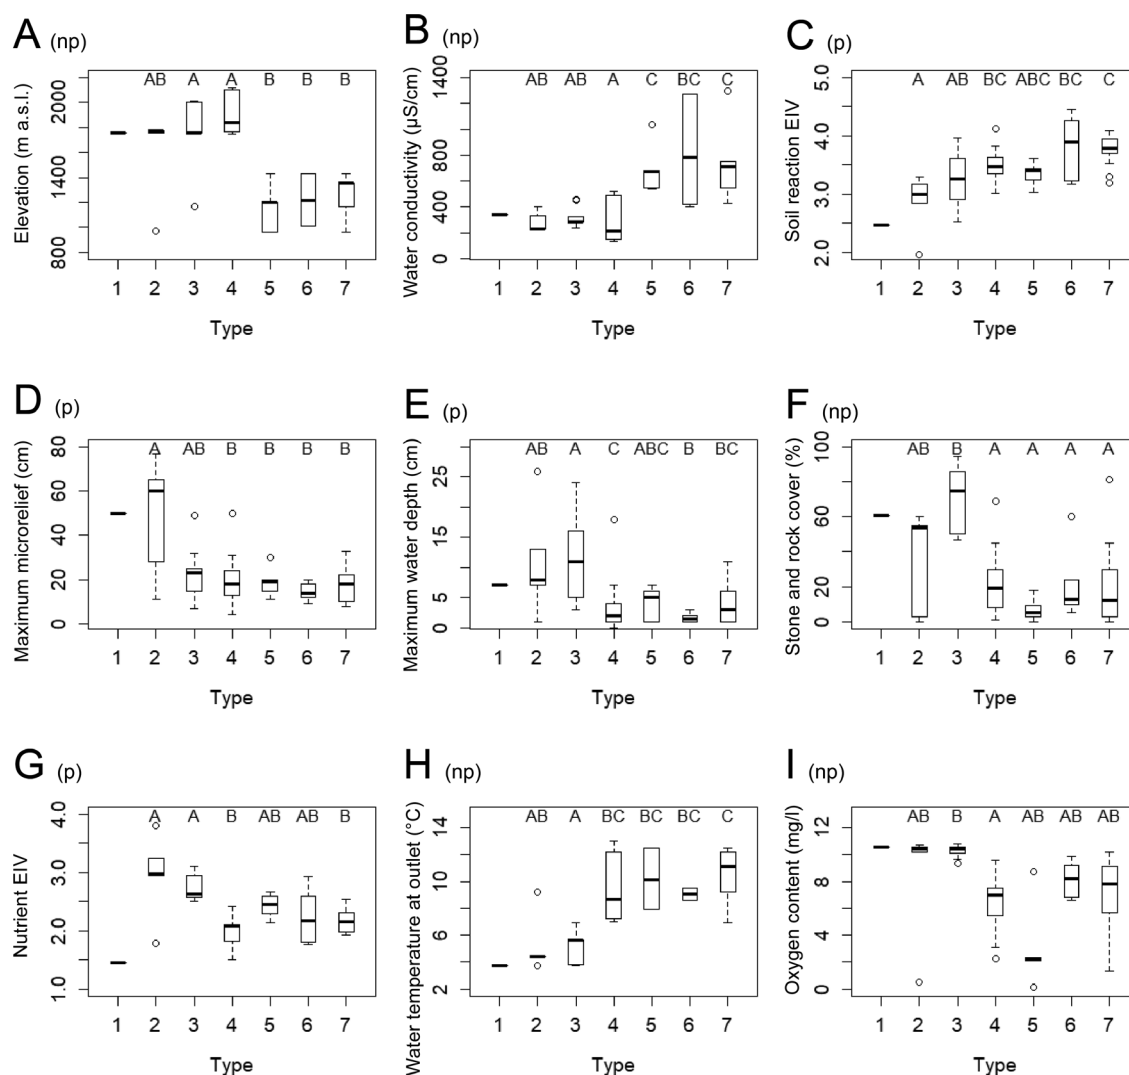 A (np)
Elevation (m a.s.l.)
800 1400 2000
AB A A B B B
1 2 3 4 5 6 7
Type
B (np)
Water conductivity (µS/cm)
0 400 800 1400
AB AB A C BC C
1 2 3 4 5 6 7
Type
C (p)
Soil reaction EIV
2.0 3.0 4.0 5.0
A AB BC ABC BC C
1 2 3 4 5 6 7
Type
D (p)
Maximum microrelief (cm)
0 20 40 60 80
A AB B B B B
1 2 3 4 5 6 7
Type
E (p)
Maximum water depth (cm)
0 5 15 25
AB A C ABC B BC
1 2 3 4 5 6 7
Type
F (np)
Stone and rock cover (%)
0 20 60 100
AB B A A A A
1 2 3 4 5 6 7
Type
G (p)
Nutrient EIV
1.0 2.0 3.0 4.0
A A B AB AB B
1 2 3 4 5 6 7
Type
H (np)
Water temperature at outlet (°C)
2 6 10 14
AB A BC BC BC C
1 2 3 4 5 6 7
Type
I (np)
Oxygen content (mg/l)
0 4 8 12
AB B A A AB AB
1 2 3 4 5 6 7
Type